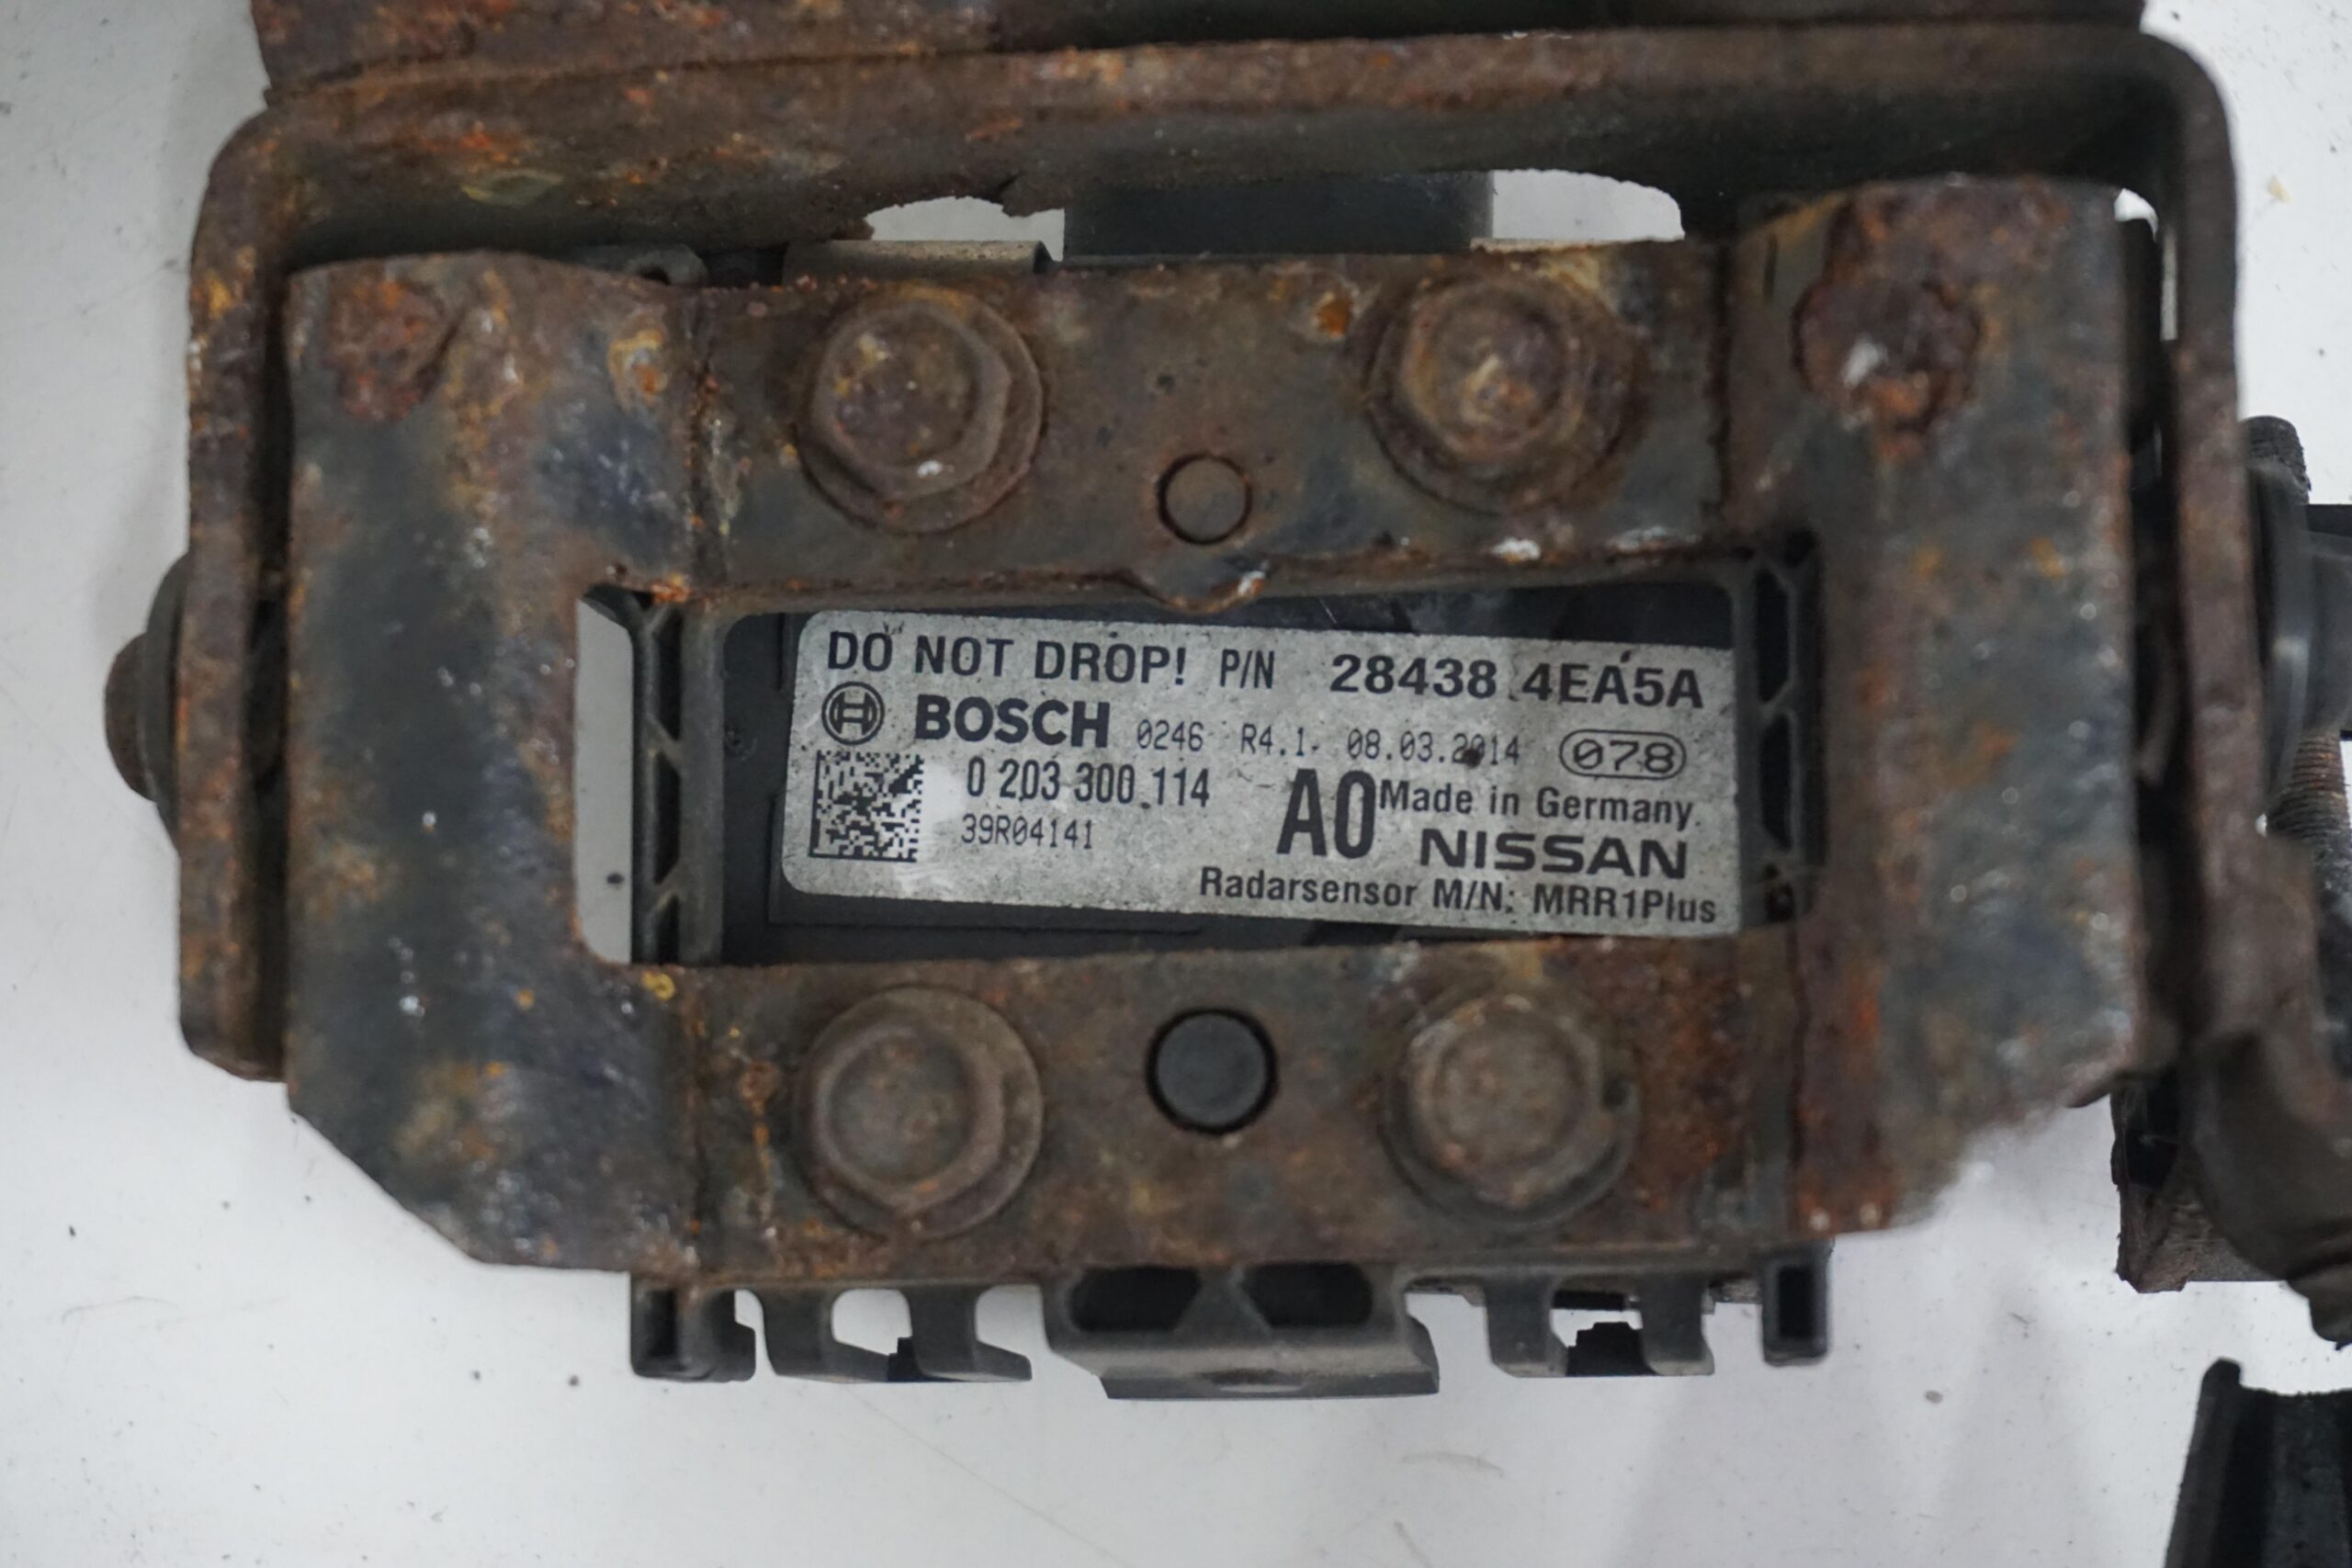 DO NOT DROP! P/N 28438 4EA5A
BOSCH 0246 R4.1 08.03.2014 078
0 203 300 114 A0 Made in Germany.
39R04141 NISSAN
Radarsensor M/N: MRR1Plus